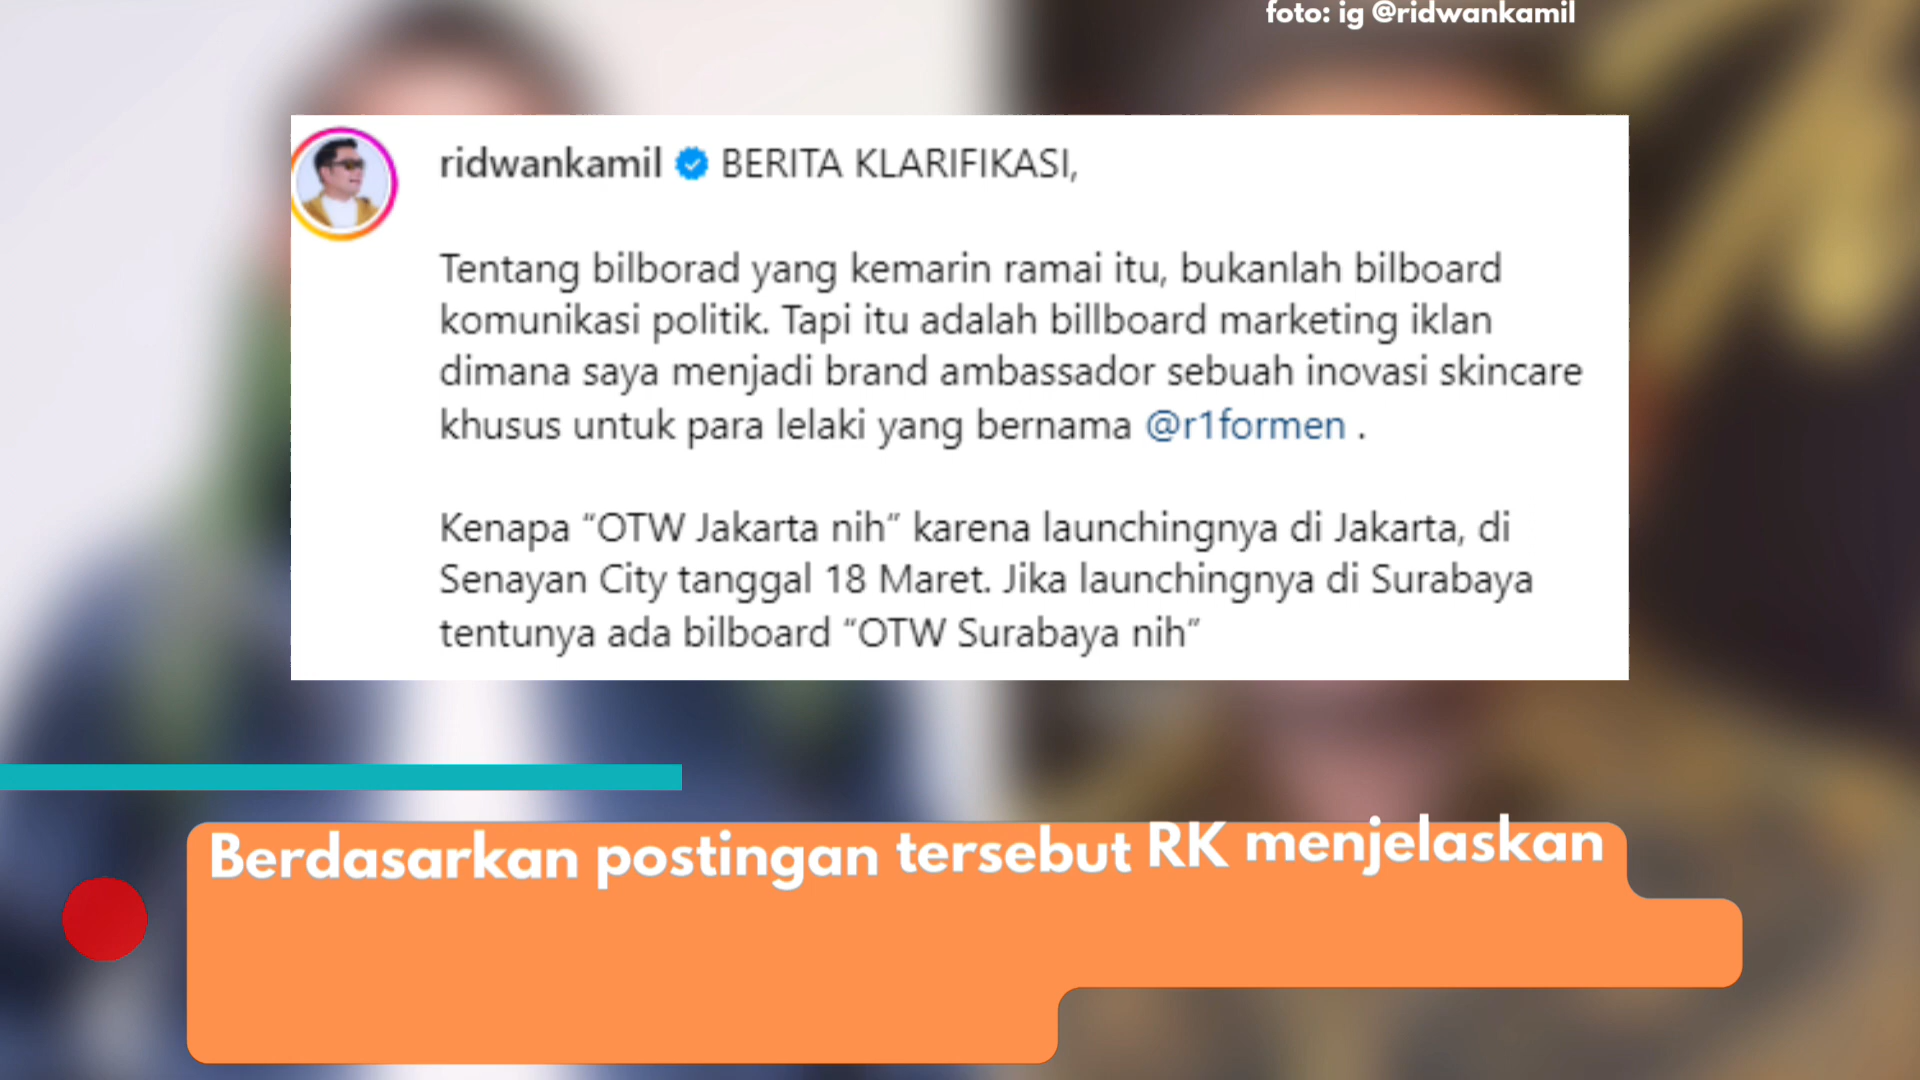 foto: ig @ridwankamil
ridwankamil BERITA KLARIFIKASI,
Tentang bilborad yang kemarin ramai itu, bukanlah bilboard
komunikasi politik. Tapi itu adalah billboard marketing iklan
dimana saya menjadi brand ambassador sebuah inovasi skincare
khusus untuk para lelaki yang bernama @r1formen .
Kenapa “OTW Jakarta nih” karena launchingnya di Jakarta, di
Senayan City tanggal 18 Maret. Jika launchingnya di Surabaya
tentunya ada bilboard “OTW Surabaya nih”
Berdasarkan postingan tersebut RK menjelaskan